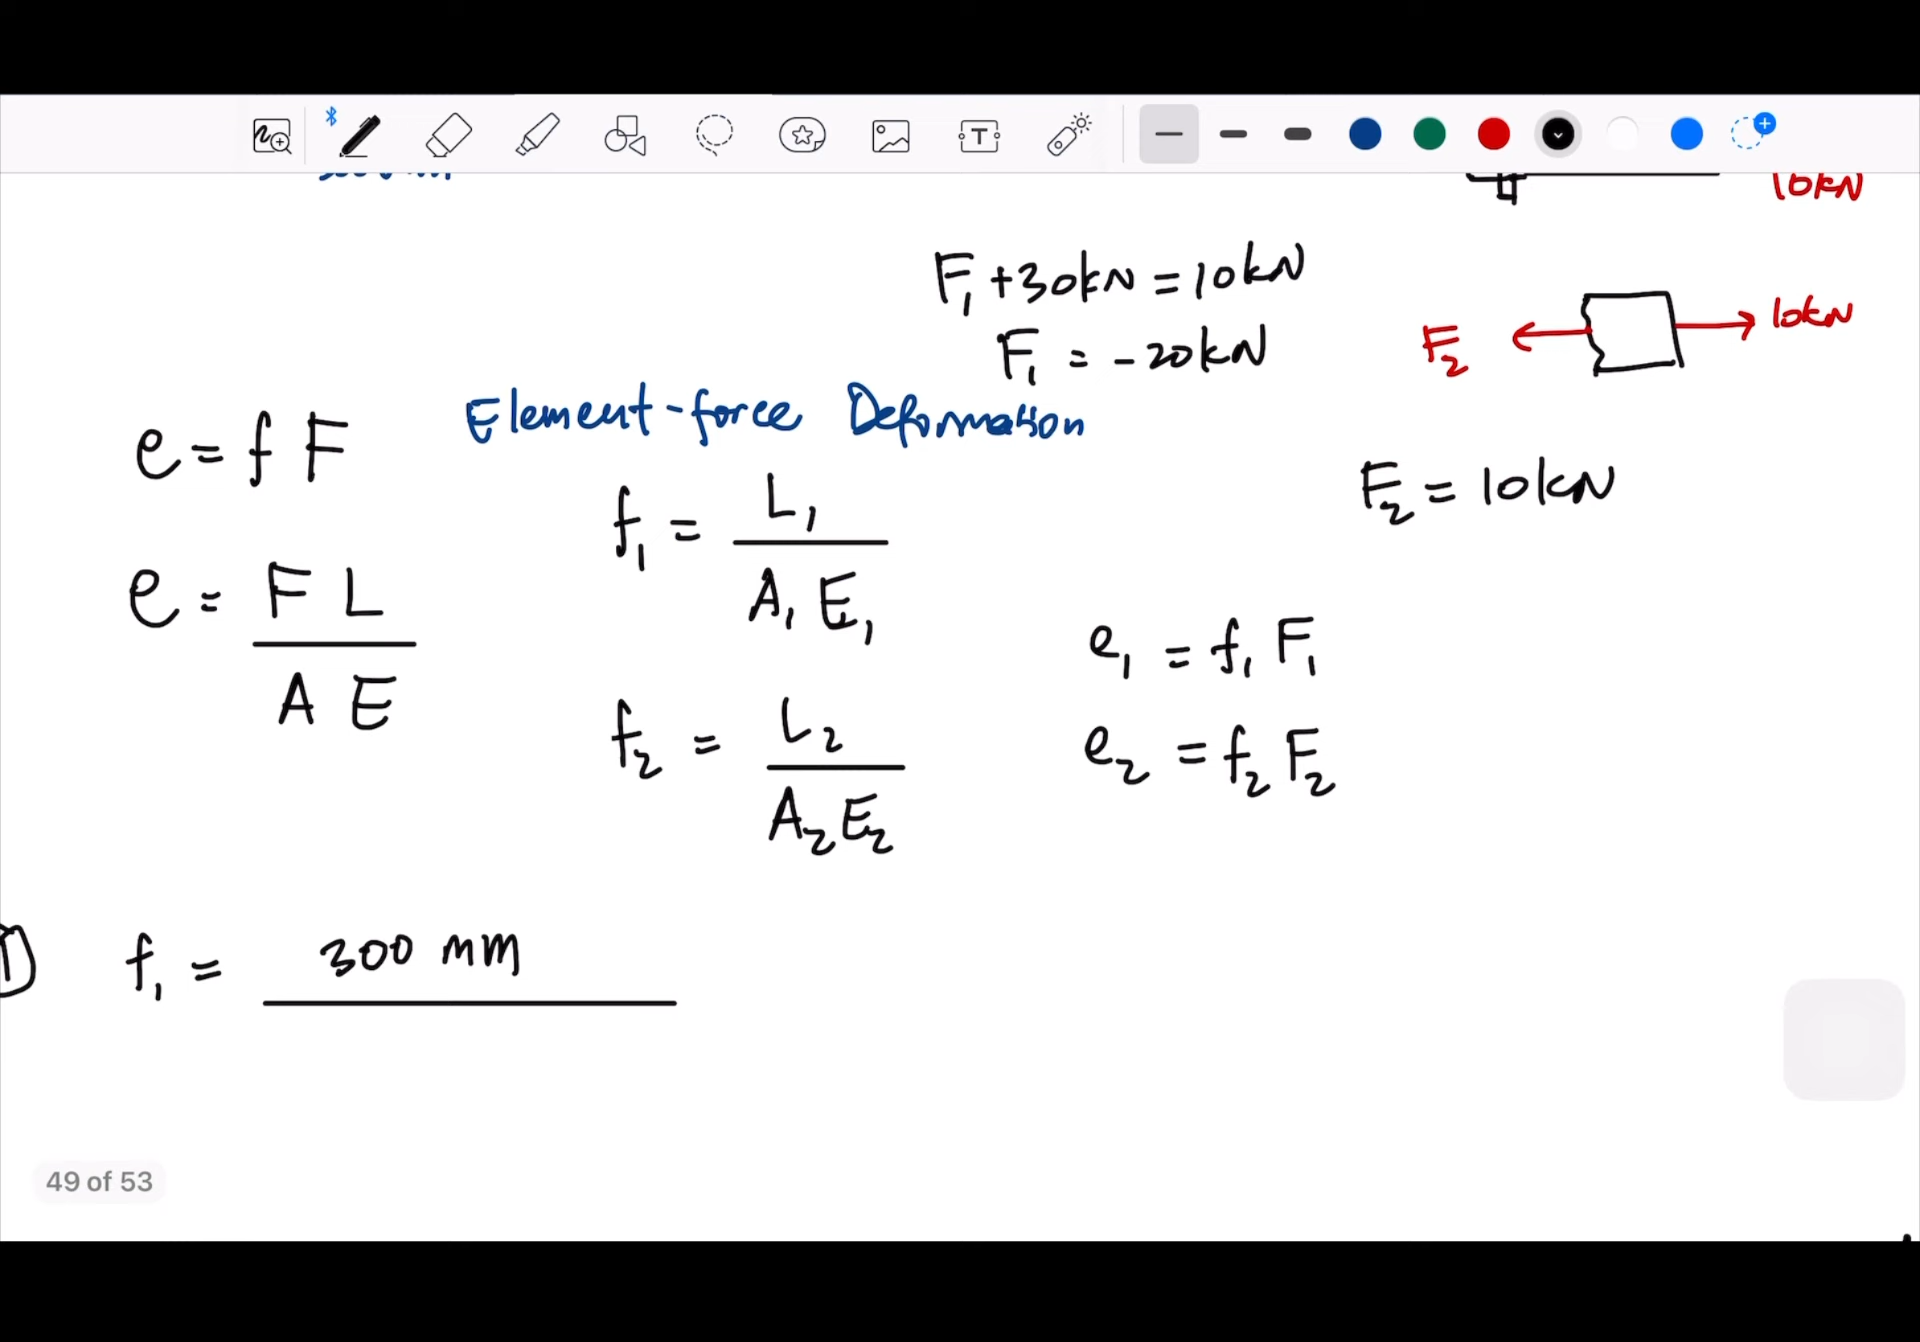 10kN
F₁ + 30kN = 10kN
F₁ = -20kN
F₂ 10kN
Element-force Deformation
e = f F
F₂ = 10kN
f₁ = L₁ / A₁ E₁
e = F L / A E
e₁ = f₁ F₁
f₂ = L₂ / A₂ E₂
e₂ = f₂ F₂
f₁ = 300 mm
49 of 53